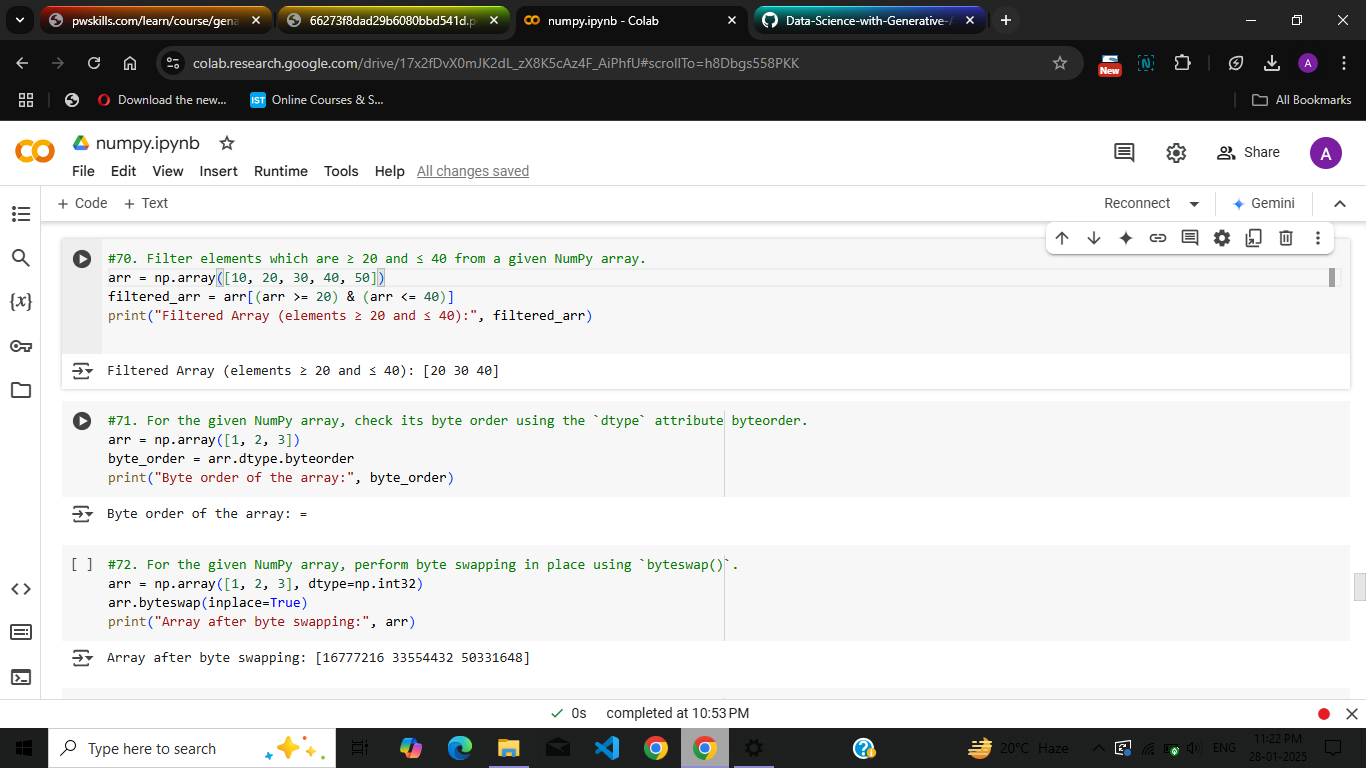 pwskills.com/learn/course/gena
66273f8dad29b6080bbd541d.p
numpy.ipynb - Colab
Data-Science-with-Generative-
colab.research.google.com/drive/17x2fDvX0mJK2dL_zX8K5cAz4F_AiPhfU#scrollTo=h8Dbgs558PKK
New
N
A
Download the new...
IST
Online Courses & S...
All Bookmarks
numpy.ipynb
File Edit View Insert Runtime Tools Help All changes saved
Share
A
+ Code + Text
Reconnect
Gemini
#70. Filter elements which are ≥ 20 and ≤ 40 from a given NumPy array.
arr = np.array([10, 20, 30, 40, 50])
filtered_arr = arr[(arr >= 20) & (arr <= 40)]
print("Filtered Array (elements ≥ 20 and ≤ 40):", filtered_arr)
Filtered Array (elements ≥ 20 and ≤ 40): [20 30 40]
#71. For the given NumPy array, check its byte order using the `dtype` attribute byteorder.
arr = np.array([1, 2, 3])
byte_order = arr.dtype.byteorder
print("Byte order of the array:", byte_order)
Byte order of the array: =
[ ] #72. For the given NumPy array, perform byte swapping in place using `byteswap()`.
arr = np.array([1, 2, 3], dtype=np.int32)
arr.byteswap(inplace=True)
print("Array after byte swapping:", arr)
Array after byte swapping: [16777216 33554432 50331648]
{x}
0s completed at 10:53 PM
Type here to search
20°C Haze
ENG
11:22 PM
28-01-2025